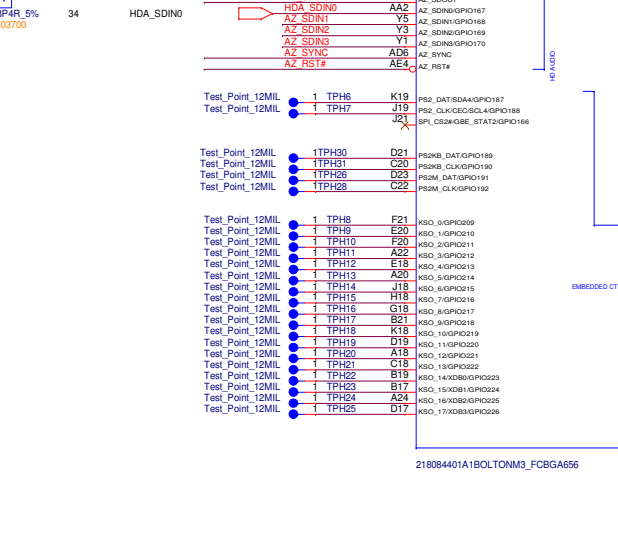 8P4R_5%
03700
34 HDA_SDIN0
HDA_SDIN0 AA2 AZ_SDIN0/GPIO167
AZ_SDIN1 Y5 AZ_SDIN1/GPIO168
AZ_SDIN2 Y3 AZ_SDIN2/GPIO169
AZ_SDIN3 Y1 AZ_SDIN3/GPIO170
AZ_SYNC AD6 AZ_SYNC
AZ_RST# AE4 AZ_RST#
HD AUDIO
Test_Point_12MIL 1 TPH6 K19 PS2_DAT/SDA4/GPIO187
Test_Point_12MIL 1 TPH7 J19 PS2_CLK/CEC/SCL4/GPIO188
J21 SPI_CS2#/GBE_STAT2/GPIO166
Test_Point_12MIL 1 TPH30 D21 PS2KB_DAT/GPIO189
Test_Point_12MIL 1 TPH31 C20 PS2KB_CLK/GPIO190
Test_Point_12MIL 1 TPH26 D23 PS2M_DAT/GPIO191
Test_Point_12MIL 1 TPH28 C22 PS2M_CLK/GPIO192
Test_Point_12MIL 1 TPH8 F21 KSO_0/GPIO209
Test_Point_12MIL 1 TPH9 E20 KSO_1/GPIO210
Test_Point_12MIL 1 TPH10 F20 KSO_2/GPIO211
Test_Point_12MIL 1 TPH11 A22 KSO_3/GPIO212
Test_Point_12MIL 1 TPH12 E18 KSO_4/GPIO213
Test_Point_12MIL 1 TPH13 A20 KSO_5/GPIO214
Test_Point_12MIL 1 TPH14 J18 KSO_6/GPIO215
Test_Point_12MIL 1 TPH15 H18 KSO_7/GPIO216
Test_Point_12MIL 1 TPH16 G18 KSO_8/GPIO217
Test_Point_12MIL 1 TPH17 B21 KSO_9/GPIO218
Test_Point_12MIL 1 TPH18 K18 KSO_10/GPIO219
Test_Point_12MIL 1 TPH19 D19 KSO_11/GPIO220
Test_Point_12MIL 1 TPH20 A18 KSO_12/GPIO221
Test_Point_12MIL 1 TPH21 C18 KSO_13/GPIO222
Test_Point_12MIL 1 TPH22 B19 KSO_14/XDB0/GPIO223
Test_Point_12MIL 1 TPH23 B17 KSO_15/XDB1/GPIO224
Test_Point_12MIL 1 TPH24 A24 KSO_16/XDB2/GPIO225
Test_Point_12MIL 1 TPH25 D17 KSO_17/XDB3/GPIO226
EMBEDDED CT
218084401A1BOLTONM3_FCBGA656